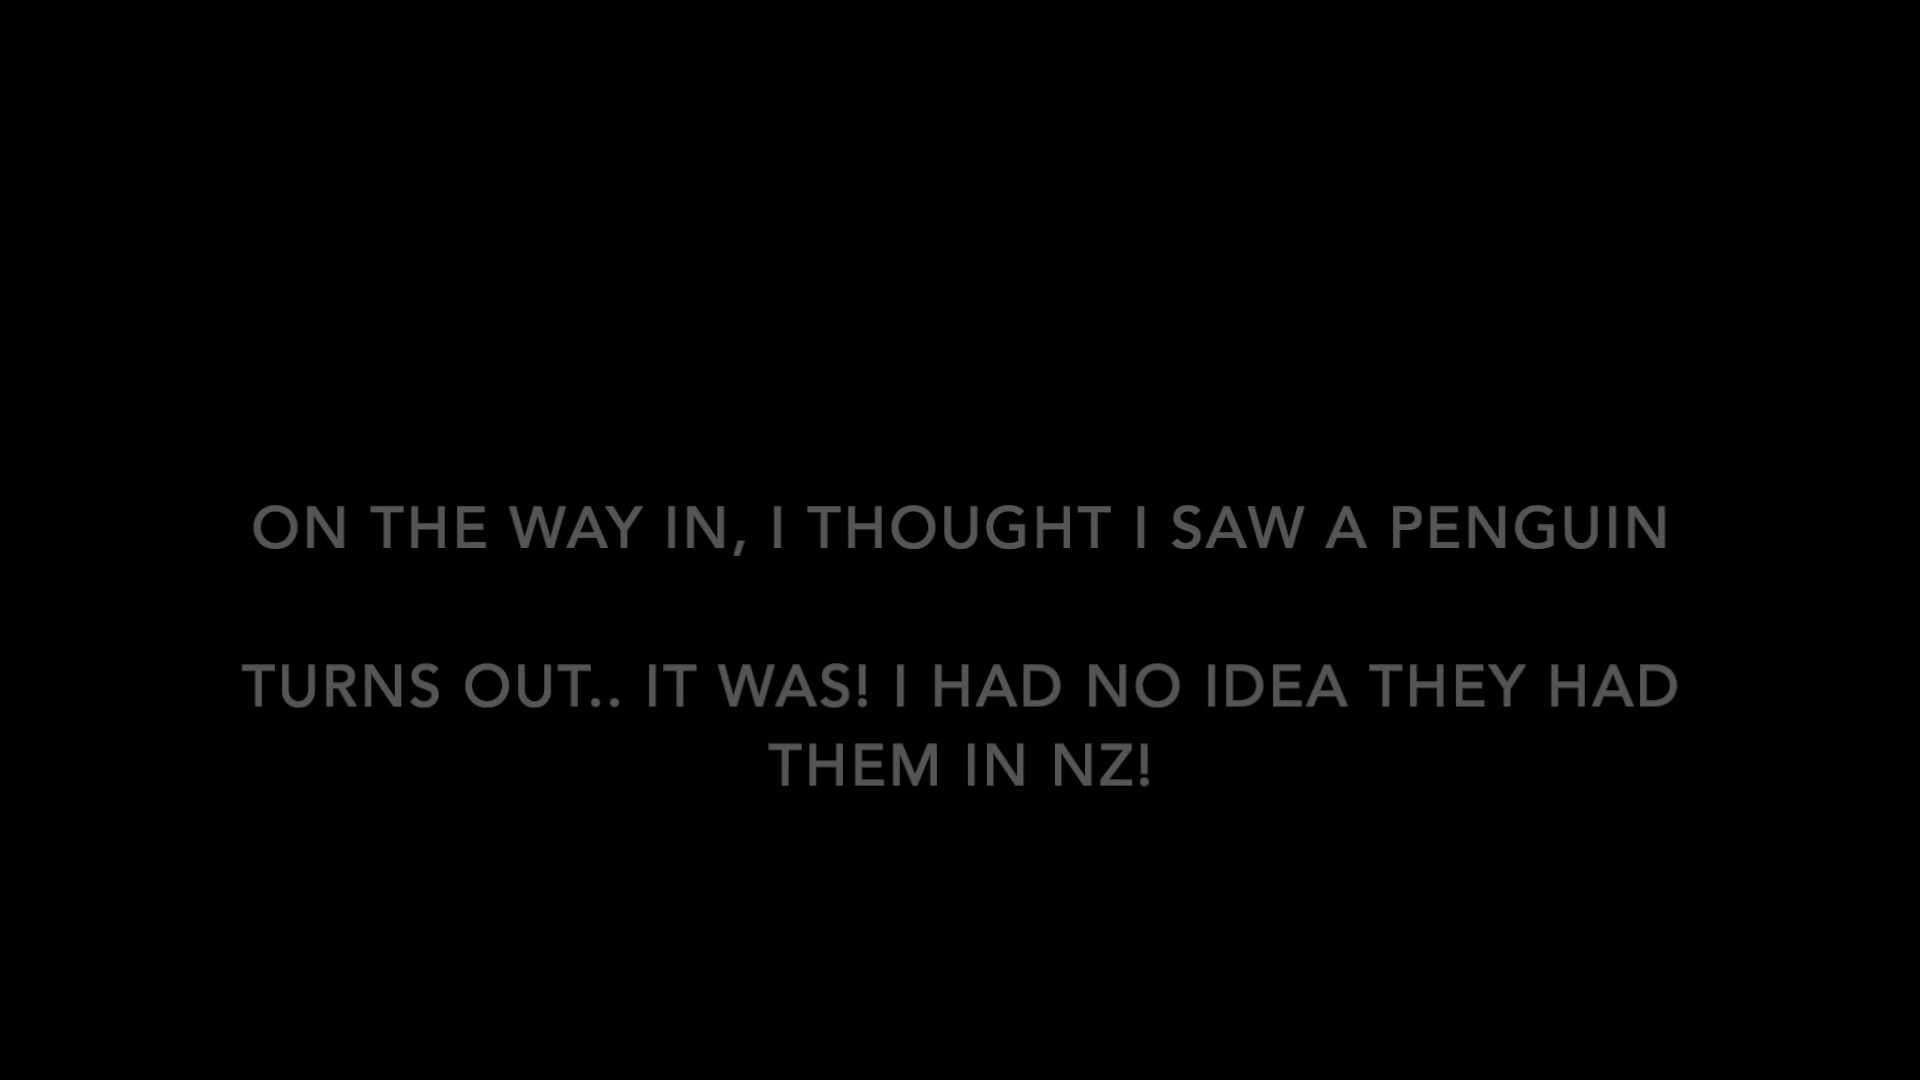 ON THE WAY IN, I THOUGHT I SAW A PENGUIN
TURNS OUT.. IT WAS! I HAD NO IDEA THEY HAD
THEM IN NZ!